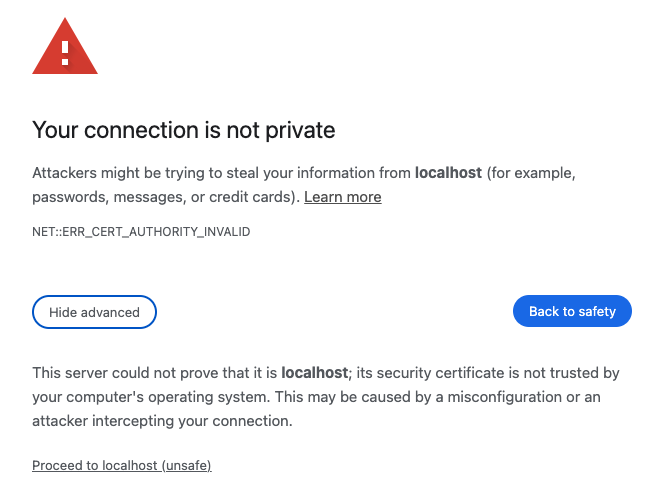 Your connection is not private
Attackers might be trying to steal your information from localhost (for example,
passwords, messages, or credit cards). Learn more
NET::ERR_CERT_AUTHORITY_INVALID
Hide advanced
Back to safety
This server could not prove that it is localhost; its security certificate is not trusted by
your computer's operating system. This may be caused by a misconfiguration or an
attacker intercepting your connection.
Proceed to localhost (unsafe)